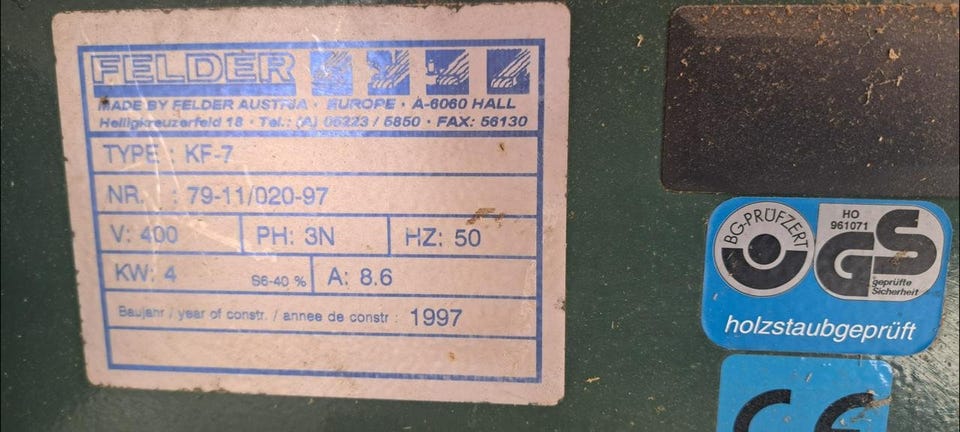 FELDER
MADE BY FELDER AUSTRIA · EUROPE · A-6060 HALL
Heiligkreuzerfeld 18 · Tel.: (A) 05223 / 5850 · FAX: 56130
TYPE : KF-7
NR. : 79-11/020-97
V: 400 PH: 3N HZ: 50
KW: 4 S6-40 % A: 8.6
Baujahr / year of constr. / annee de constr : 1997
BG-PRÜFZERT
HO
961071
GS
geprüfte
Sicherheit
holzstaubgeprüft
CE